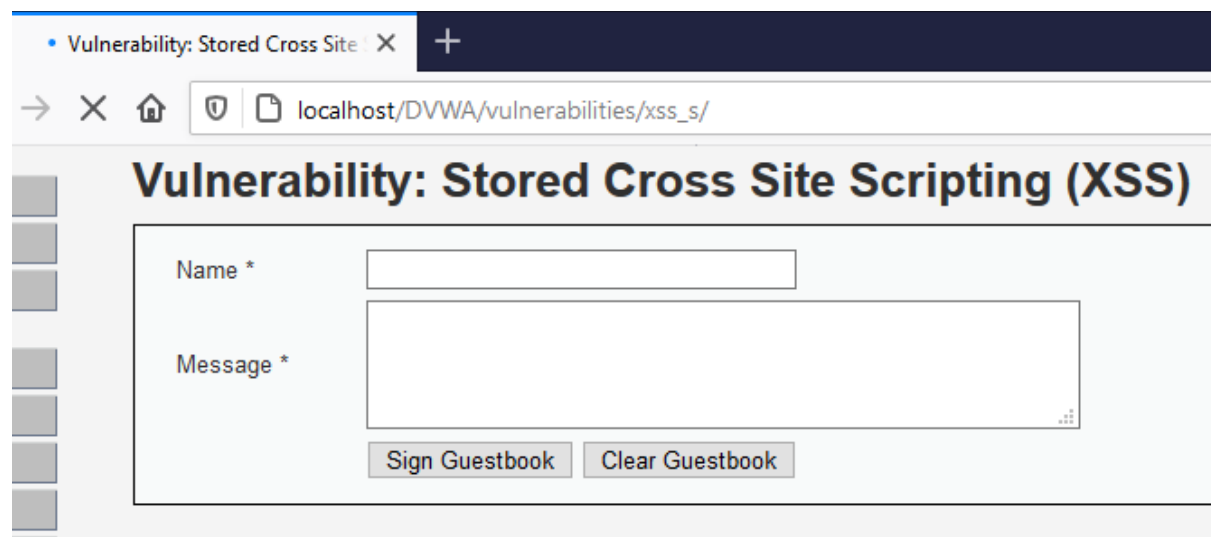 Vulnerability: Stored Cross Site
localhost/DVWA/vulnerabilities/xss_s/
Vulnerability: Stored Cross Site Scripting (XSS)
Name *
Message *
Sign Guestbook Clear Guestbook